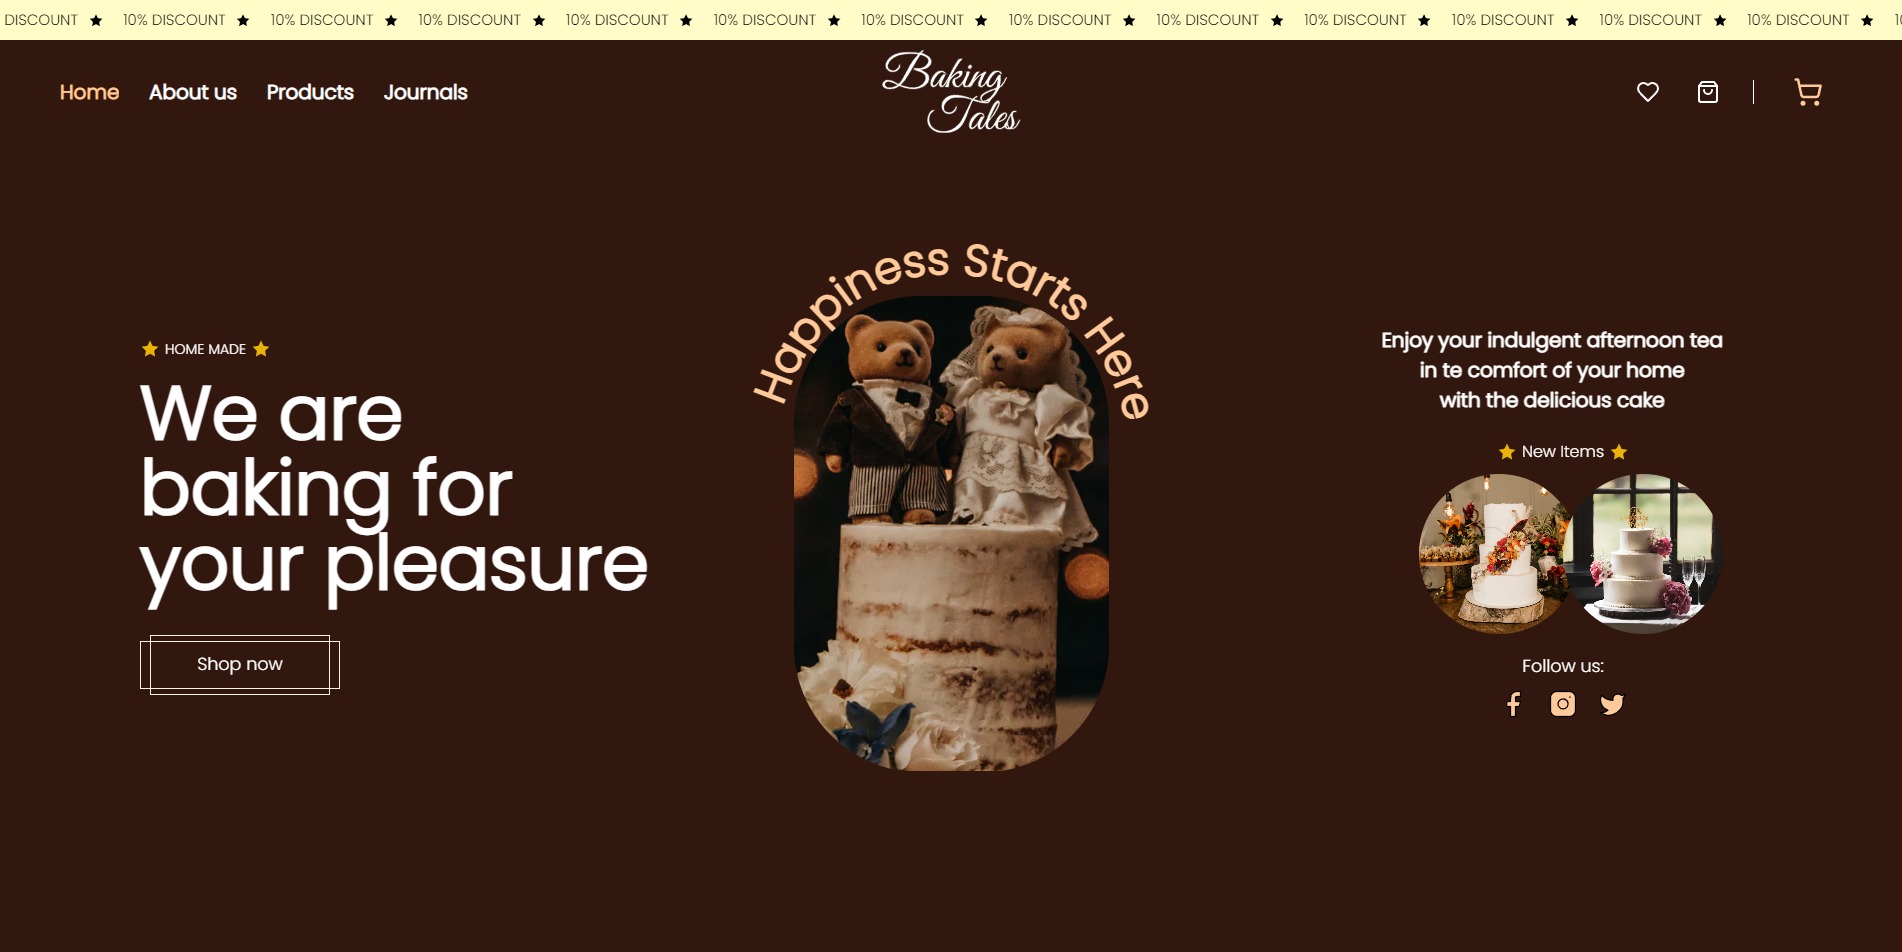 DISCOUNT ★ 10% DISCOUNT ★ 10% DISCOUNT ★ 10% DISCOUNT ★ 10% DISCOUNT ★ 10% DISCOUNT ★ 10% DISCOUNT ★ 10% DISCOUNT ★ 10% DISCOUNT ★ 10% DISCOUNT ★ 10% DISCOUNT ★ 10% DISCOUNT ★ 10% DISCOUNT ★
Home About us Products Journals
Baking
Tales
Happiness Starts Here
★ HOME MADE ★
We are
baking for
your pleasure
Shop now
Enjoy your indulgent afternoon tea
in te comfort of your home
with the delicious cake
★ New Items ★
Follow us: